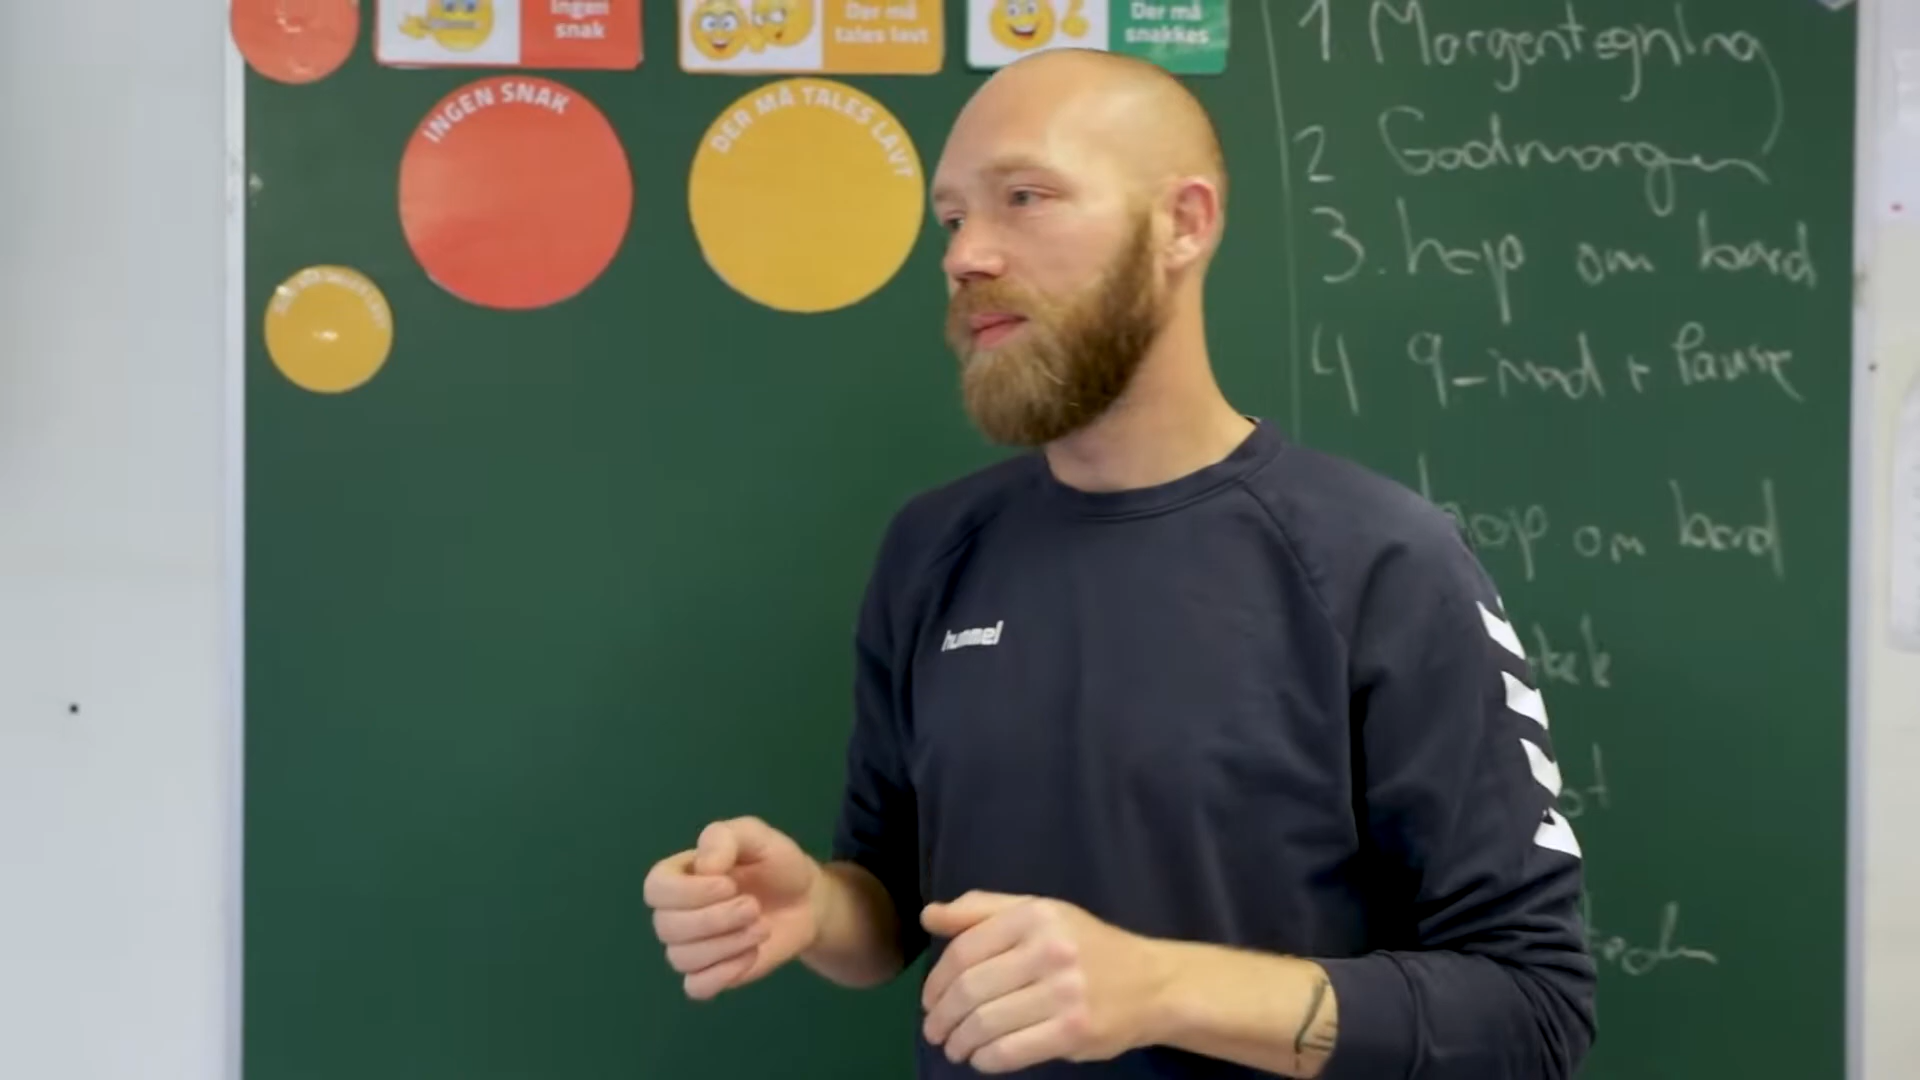 Ingen
snak
Der må
tales lavt
Der må
snakkes
INGEN SNAK
DER MÅ TALES LAVT
1. Morgentegning
2 Godmorgen
3. hop om bord
4 9-mad + Pause
hop om bord
hummel